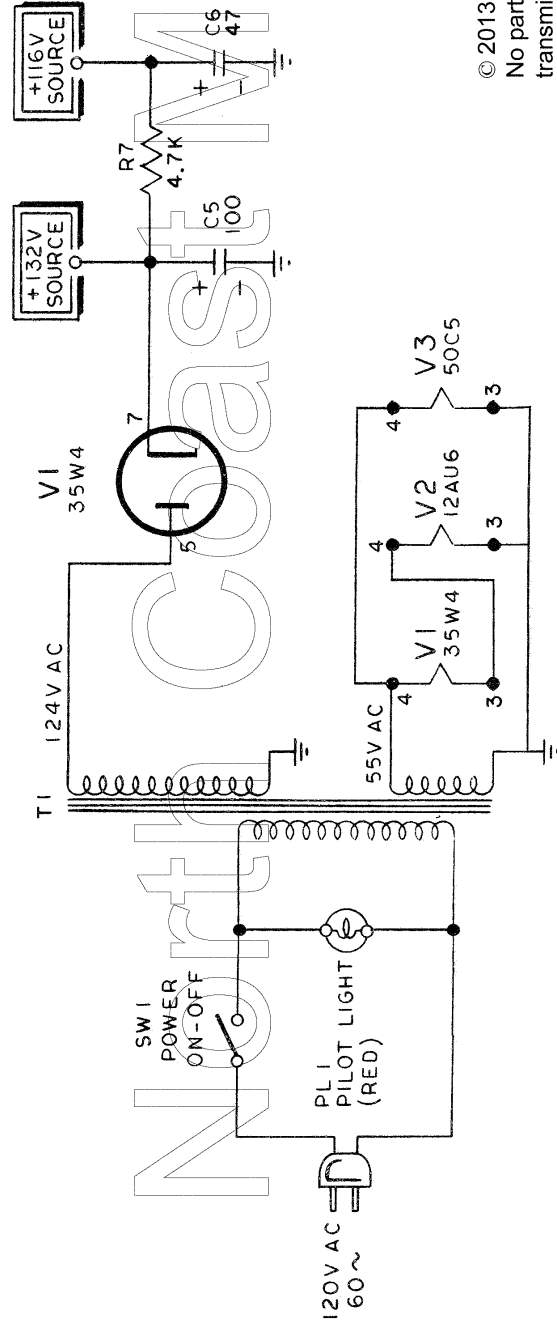 120V AC
60~
SW1
POWER
ON-OFF
PL1
PILOT LIGHT
(RED)
T1
124V AC
55V AC
V1
35W4
5
7
+132V
SOURCE
+
-
C5
100
R7
4.7K
+116V
SOURCE
+
-
C6
47
4
V1
35W4
3
4
V2
12AU6
3
4
V3
50C5
3
North Coast M
© 2013
No part
transmi